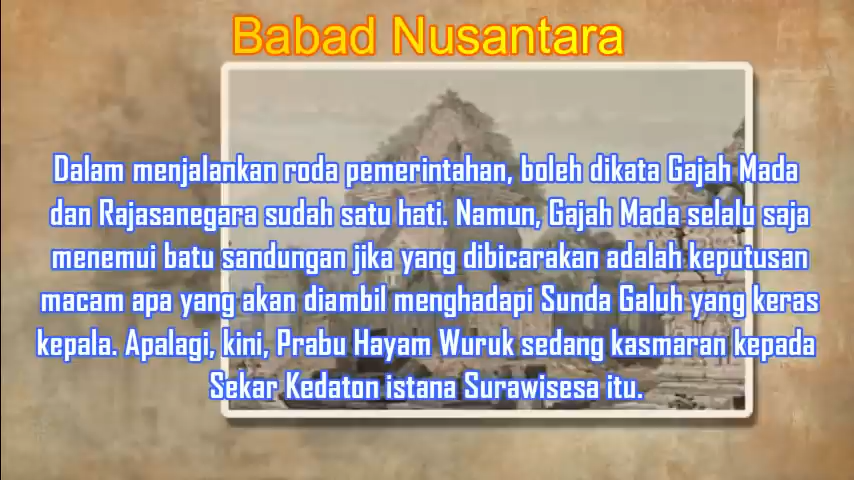 Babad Nusantara
Dalam menjalankan roda pemerintahan, boleh dikata Gajah Mada
dan Rajasanegara sudah satu hati. Namun, Gajah Mada selalu saja
menemui batu sandungan jika yang dibicarakan adalah keputusan
macam apa yang akan diambil menghadapi Sunda Galuh yang keras
kepala. Apalagi, kini, Prabu Hayam Wuruk sedang kasmaran kepada
Sekar Kedaton istana Surawisesa itu.